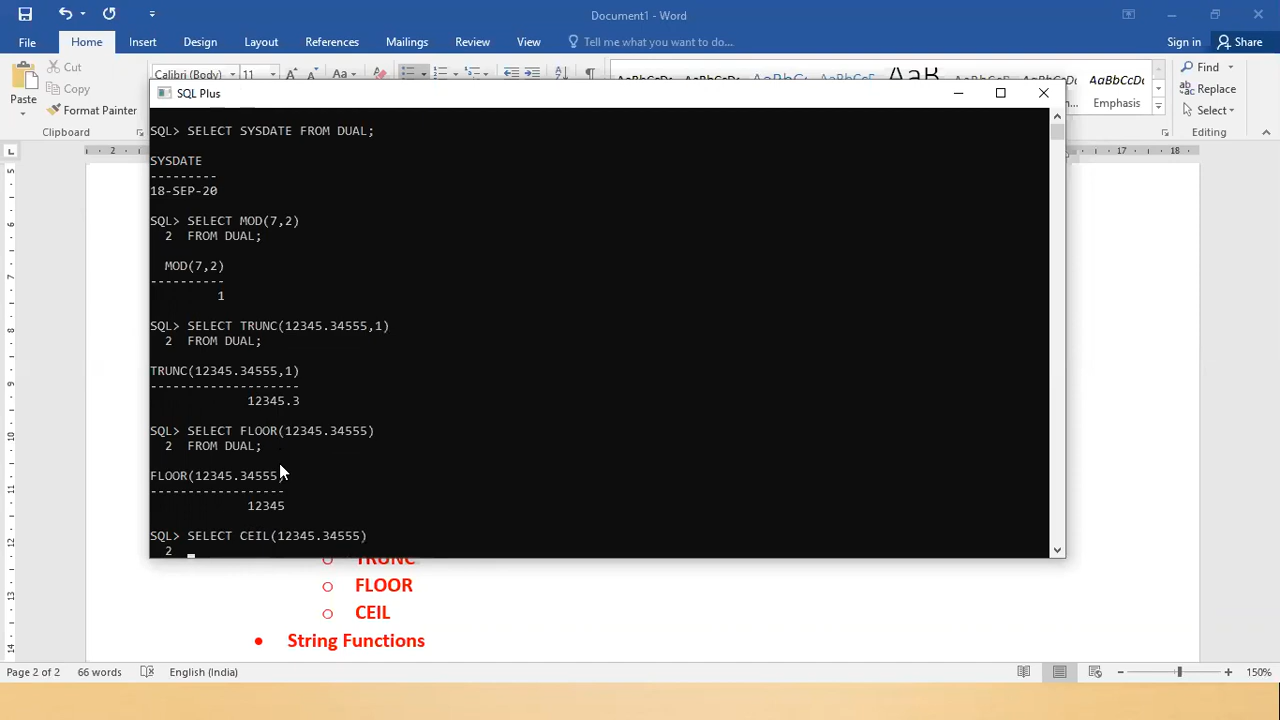 Document1 - Word
File Home Insert Design Layout References Mailings Review View Tell me what you want to do... Sign in Share
Cut
Copy
Format Painter
Paste
Clipboard
Calibri (Body) 11
Aa
AaBbCcDc
Emphasis
Find
Replace
Select
Editing
SQL Plus
SQL> SELECT SYSDATE FROM DUAL;
SYSDATE
---------
18-SEP-20
SQL> SELECT MOD(7,2)
2 FROM DUAL;
MOD(7,2)
----------
1
SQL> SELECT TRUNC(12345.34555,1)
2 FROM DUAL;
TRUNC(12345.34555,1)
--------------------
12345.3
SQL> SELECT FLOOR(12345.34555)
2 FROM DUAL;
FLOOR(12345.34555)
------------------
12345
SQL> SELECT CEIL(12345.34555)
2
TRUNC
FLOOR
CEIL
String Functions
Page 2 of 2 66 words English (India) 150%